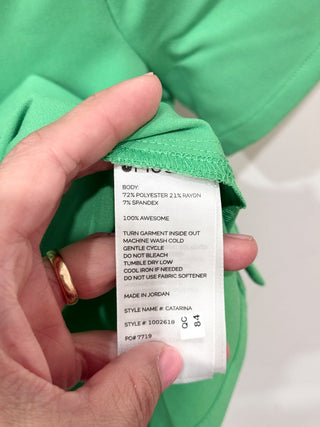 BODY:
72% POLYESTER 21% RAYON
7% SPANDEX
100% AWESOME
TURN GARMENT INSIDE OUT
MACHINE WASH COLD
GENTLE CYCLE
DO NOT BLEACH
TUMBLE DRY LOW
COOL IRON IF NEEDED
DO NOT USE FABRIC SOFTENER
MADE IN JORDAN
STYLE NAME #: CATARINA
STYLE #: 1002618
PO# 7719
QC
84